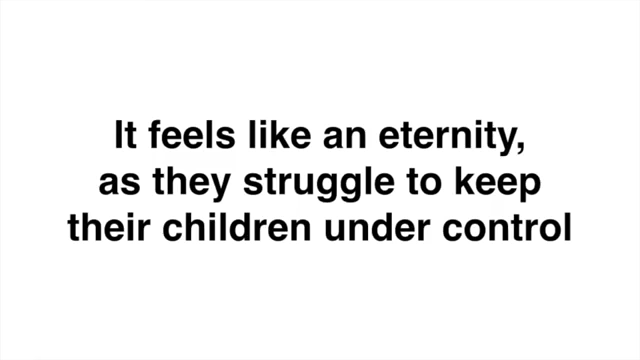 It feels like an eternity,
as they struggle to keep
their children under control